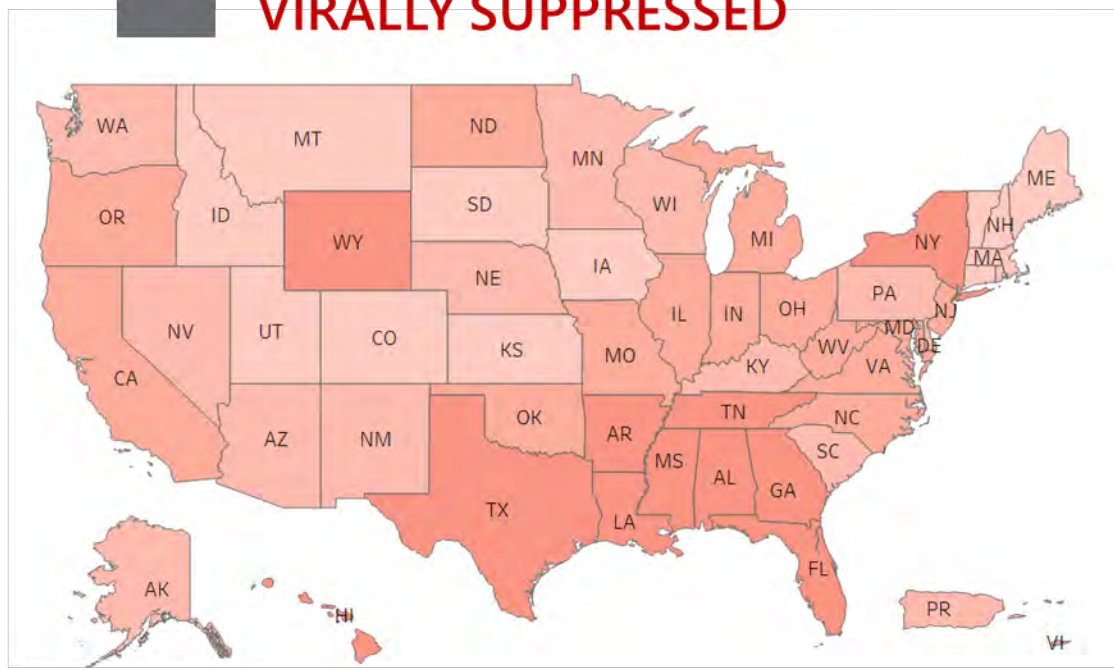 VIRALLY SUPPRESSED
WA
MT
ND
MN
ME
OR
ID
SD
WI
NH
WY
MI
NY
MA
NE
IA
PA
NJ
NV
UT
CO
KS
IL
IN
OH
MD
DE
CA
MO
KY
WV
VA
AZ
NM
OK
AR
TN
NC
MS
AL
GA
SC
TX
LA
FL
AK
HI
PR
VI